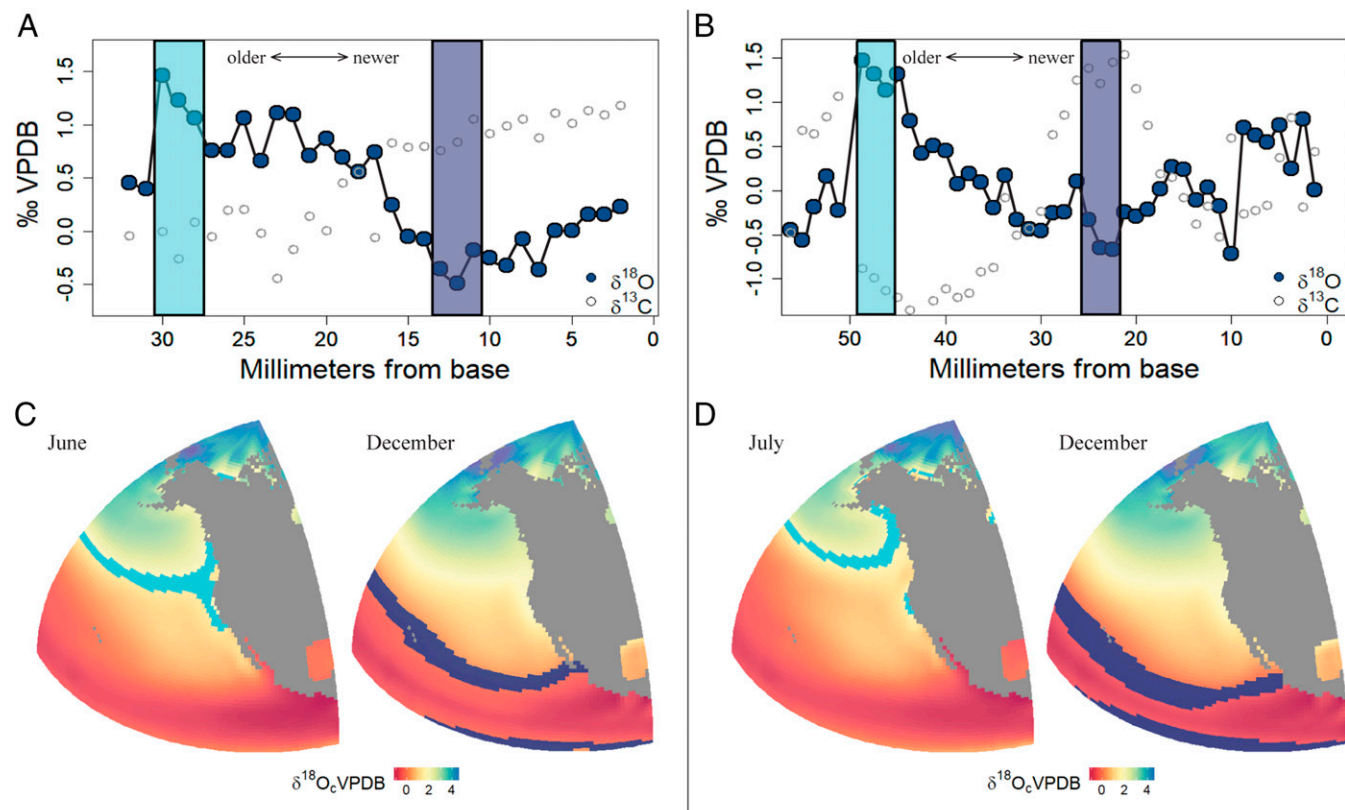 A
older ⟷ newer
‰ VPDB
1.5
1.0
0.5
0.0
-0.5
δ18O
δ13C
30 25 20 15 10 5 0
Millimeters from base
B
older ⟷ newer
‰ VPDB
1.5
1.0
0.5
0.0
-0.5
-1.0
δ18O
δ13C
50 40 30 20 10 0
Millimeters from base
C
June
December
δ18OcVPDB
0 2 4
D
July
December
δ18OcVPDB
0 2 4